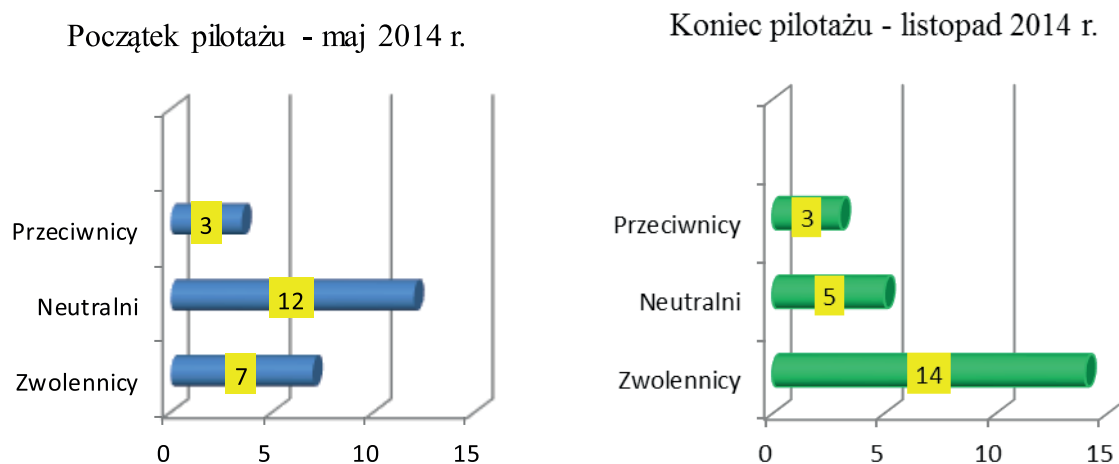 Początek pilotażu - maj 2014 r.
Przeciwnicy
3
Neutralni
12
Zwolennicy
7
0 5 10 15
Koniec pilotażu - listopad 2014 r.
Przeciwnicy
3
Neutralni
5
Zwolennicy
14
0 5 10 15